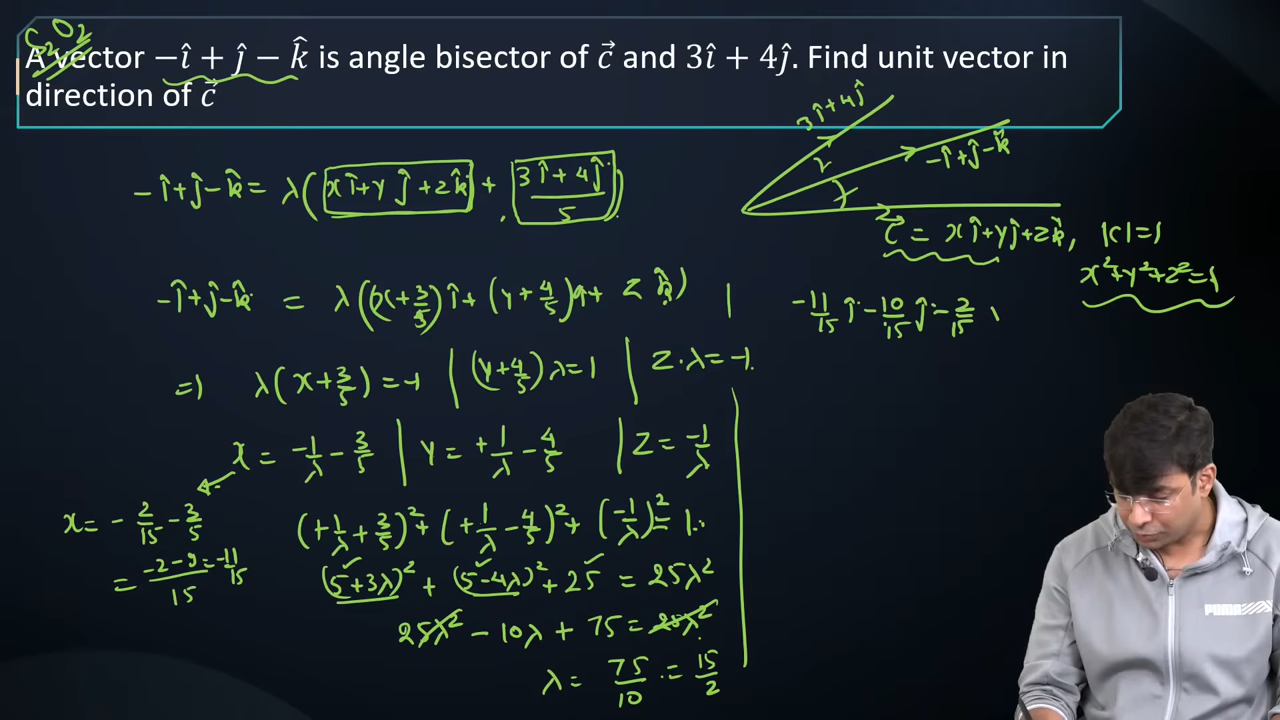 C O2
A vector −î + ĵ − k̂ is angle bisector of c⃗ and 3î + 4ĵ. Find unit vector in
direction of c⃗
3î+4ĵ
-î+ĵ-k̂
c⃗ = xî+yĵ+zk̂, |c|=1
x²+y²+z²=1
-î+ĵ-k̂ = λ(xî+yĵ+zk̂ + (3î+4ĵ)/5)
-î+ĵ-k̂ = λ((x+3/5)î+(y+4/5)ĵ+zk̂)
-11/15 î -10/15 ĵ -2/15
⇒ λ(x+3/5)=-1 | (y+4/5)λ=1 | z·λ=-1
x = -1/λ -3/5 | y = +1/λ -4/5 | z = -1/λ
x = -2/15 -3/5
= (-2-9)/15 = -11/15
(+1/λ+3/5)²+(+1/λ-4/5)²+(-1/λ)²=1
(5+3λ)²+(5-4λ)²+25=25λ²
25λ²-10λ+75=25λ²
λ=75/10=15/2
PUMA